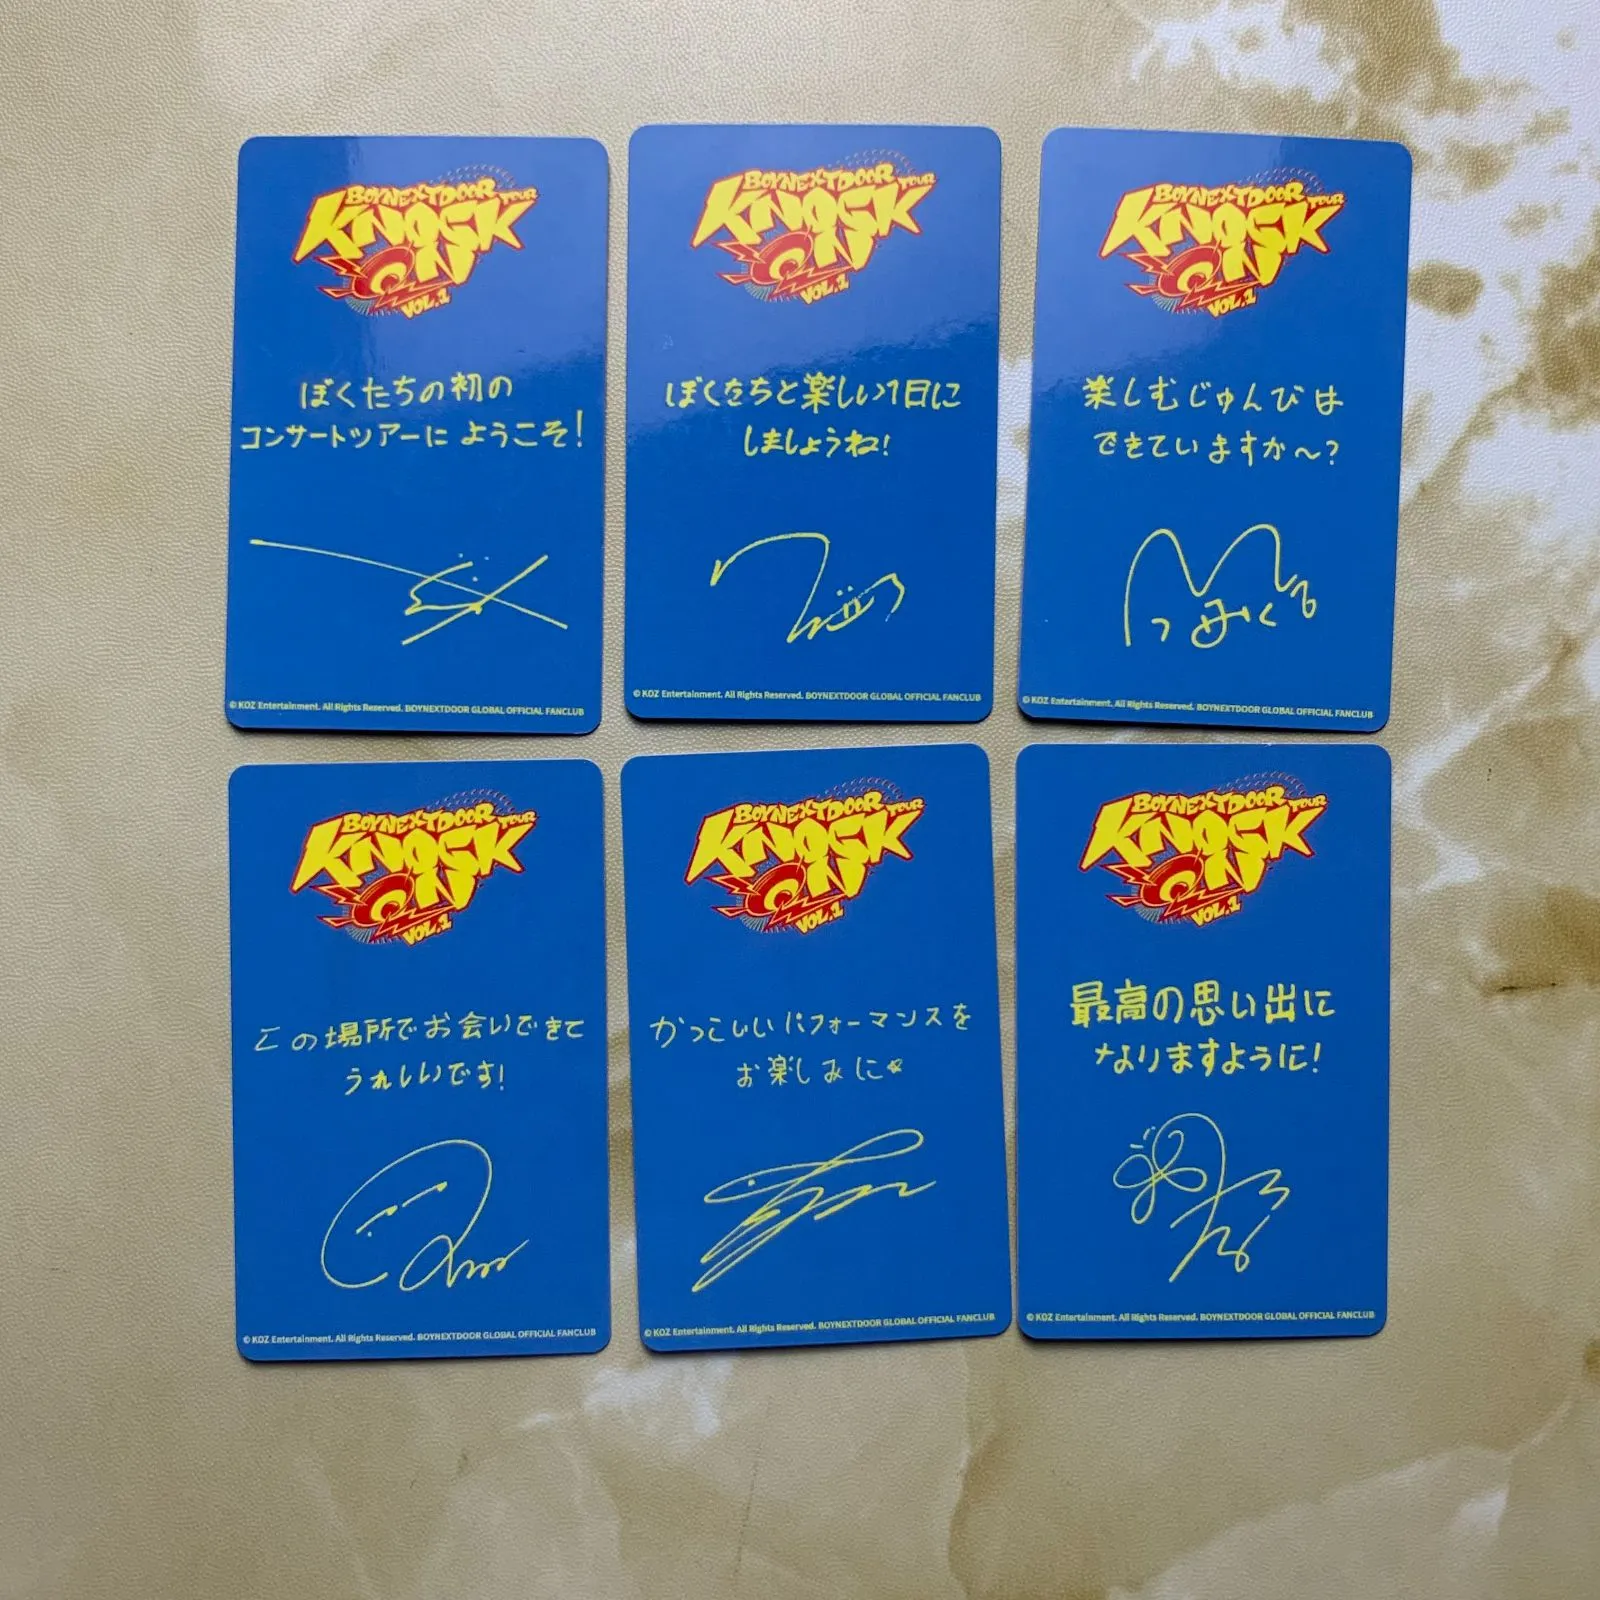 BOYNEXTDOOR TOUR
KNOCK
ON
VOL.1
ぼくたちの初の
コンサートツアーにようこそ!
© KOZ Entertainment. All Rights Reserved. BOYNEXTDOOR GLOBAL OFFICIAL FANCLUB
BOYNEXTDOOR TOUR
KNOCK
ON
VOL.1
ぼくたちと楽しい1日に
しましょうね!
© KOZ Entertainment. All Rights Reserved. BOYNEXTDOOR GLOBAL OFFICIAL FANCLUB
BOYNEXTDOOR TOUR
KNOCK
ON
VOL.1
楽しむじゅんびは
できていますか〜?
© KOZ Entertainment. All Rights Reserved. BOYNEXTDOOR GLOBAL OFFICIAL FANCLUB
BOYNEXTDOOR TOUR
KNOCK
ON
VOL.1
この場所でお会いできて
うれしいです!
© KOZ Entertainment. All Rights Reserved. BOYNEXTDOOR GLOBAL OFFICIAL FANCLUB
BOYNEXTDOOR TOUR
KNOCK
ON
VOL.1
かっこいいパフォーマンスを
お楽しみに☆
© KOZ Entertainment. All Rights Reserved. BOYNEXTDOOR GLOBAL OFFICIAL FANCLUB
BOYNEXTDOOR TOUR
KNOCK
ON
VOL.1
最高の思い出に
なりますように!
© KOZ Entertainment. All Rights Reserved. BOYNEXTDOOR GLOBAL OFFICIAL FANCLUB